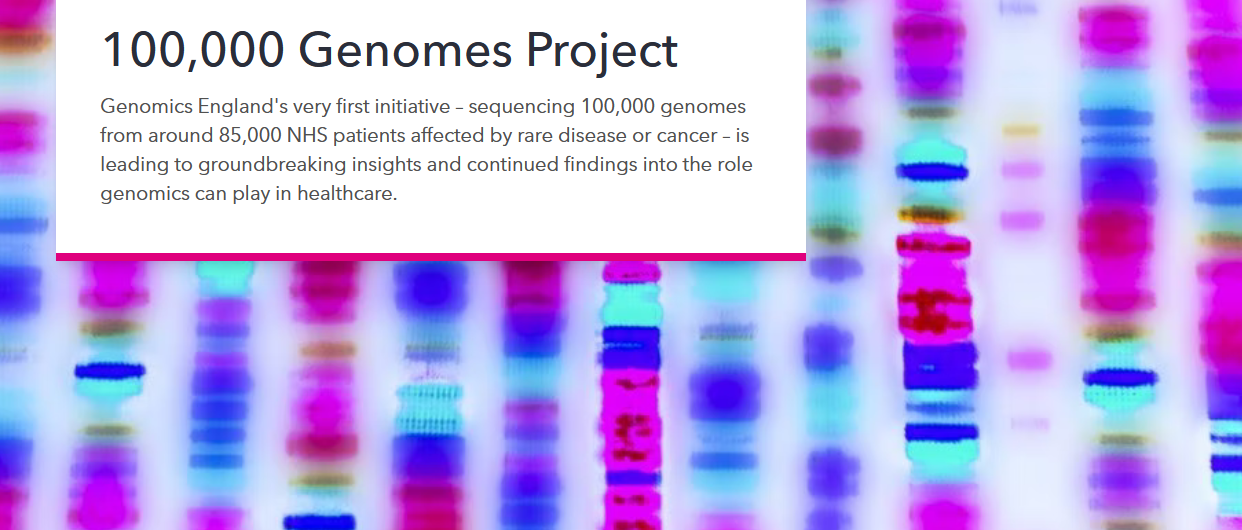 100,000 Genomes Project
Genomics England's very first initiative – sequencing 100,000 genomes
from around 85,000 NHS patients affected by rare disease or cancer – is
leading to groundbreaking insights and continued findings into the role
genomics can play in healthcare.